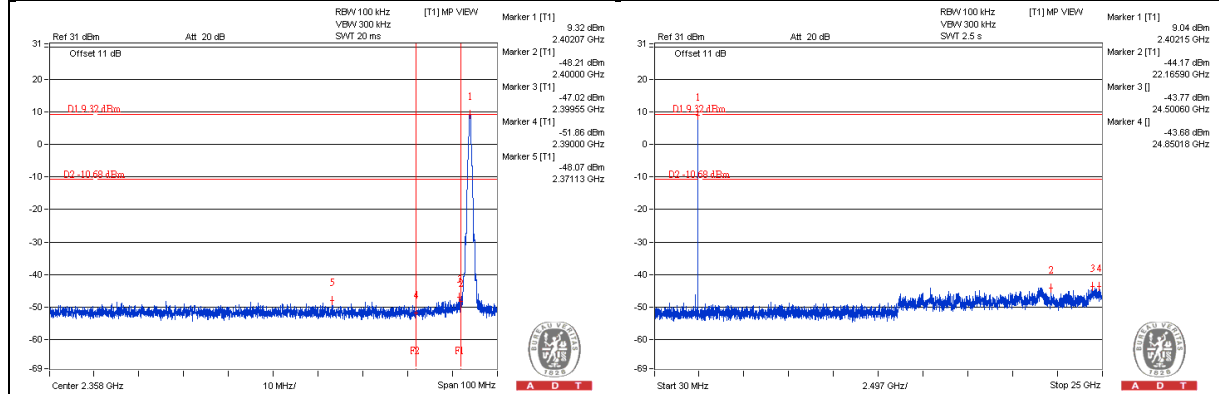 RBW 100 kHz [T1] MP VIEW
VBW 300 kHz
Ref 31 dBm Att 20 dB SWT 20 ms
Offset 11 dB
31
20
10
0
-10
-20
-30
-40
-50
-60
-69
D1 9.32 dBm
D2 -10.68 dBm
1
5
4
F2
F1
Center 2.358 GHz 10 MHz/ Span 100 MHz
Marker 1 [T1]
9.32 dBm
2.40207 GHz
Marker 2 [T1]
-48.21 dBm
2.40000 GHz
Marker 3 [T1]
-47.02 dBm
2.39955 GHz
Marker 4 [T1]
-51.86 dBm
2.39000 GHz
Marker 5 [T1]
-48.07 dBm
2.37113 GHz
BUREAU VERITAS
1828
A D T
RBW 100 kHz [T1] MP VIEW
VBW 300 kHz
Ref 31 dBm Att 20 dB SWT 2.5 s
Offset 11 dB
31
20
10
0
-10
-20
-30
-40
-50
-60
-69
D1 9.32 dBm
D2 -10.68 dBm
1
2
3 4
Start 30 MHz 2.497 GHz/ Stop 25 GHz
Marker 1 [T1]
9.04 dBm
2.40215 GHz
Marker 2 [T1]
-44.17 dBm
22.16590 GHz
Marker 3 []
-43.77 dBm
24.50060 GHz
Marker 4 []
-43.68 dBm
24.85018 GHz
BUREAU VERITAS
1828
A D T